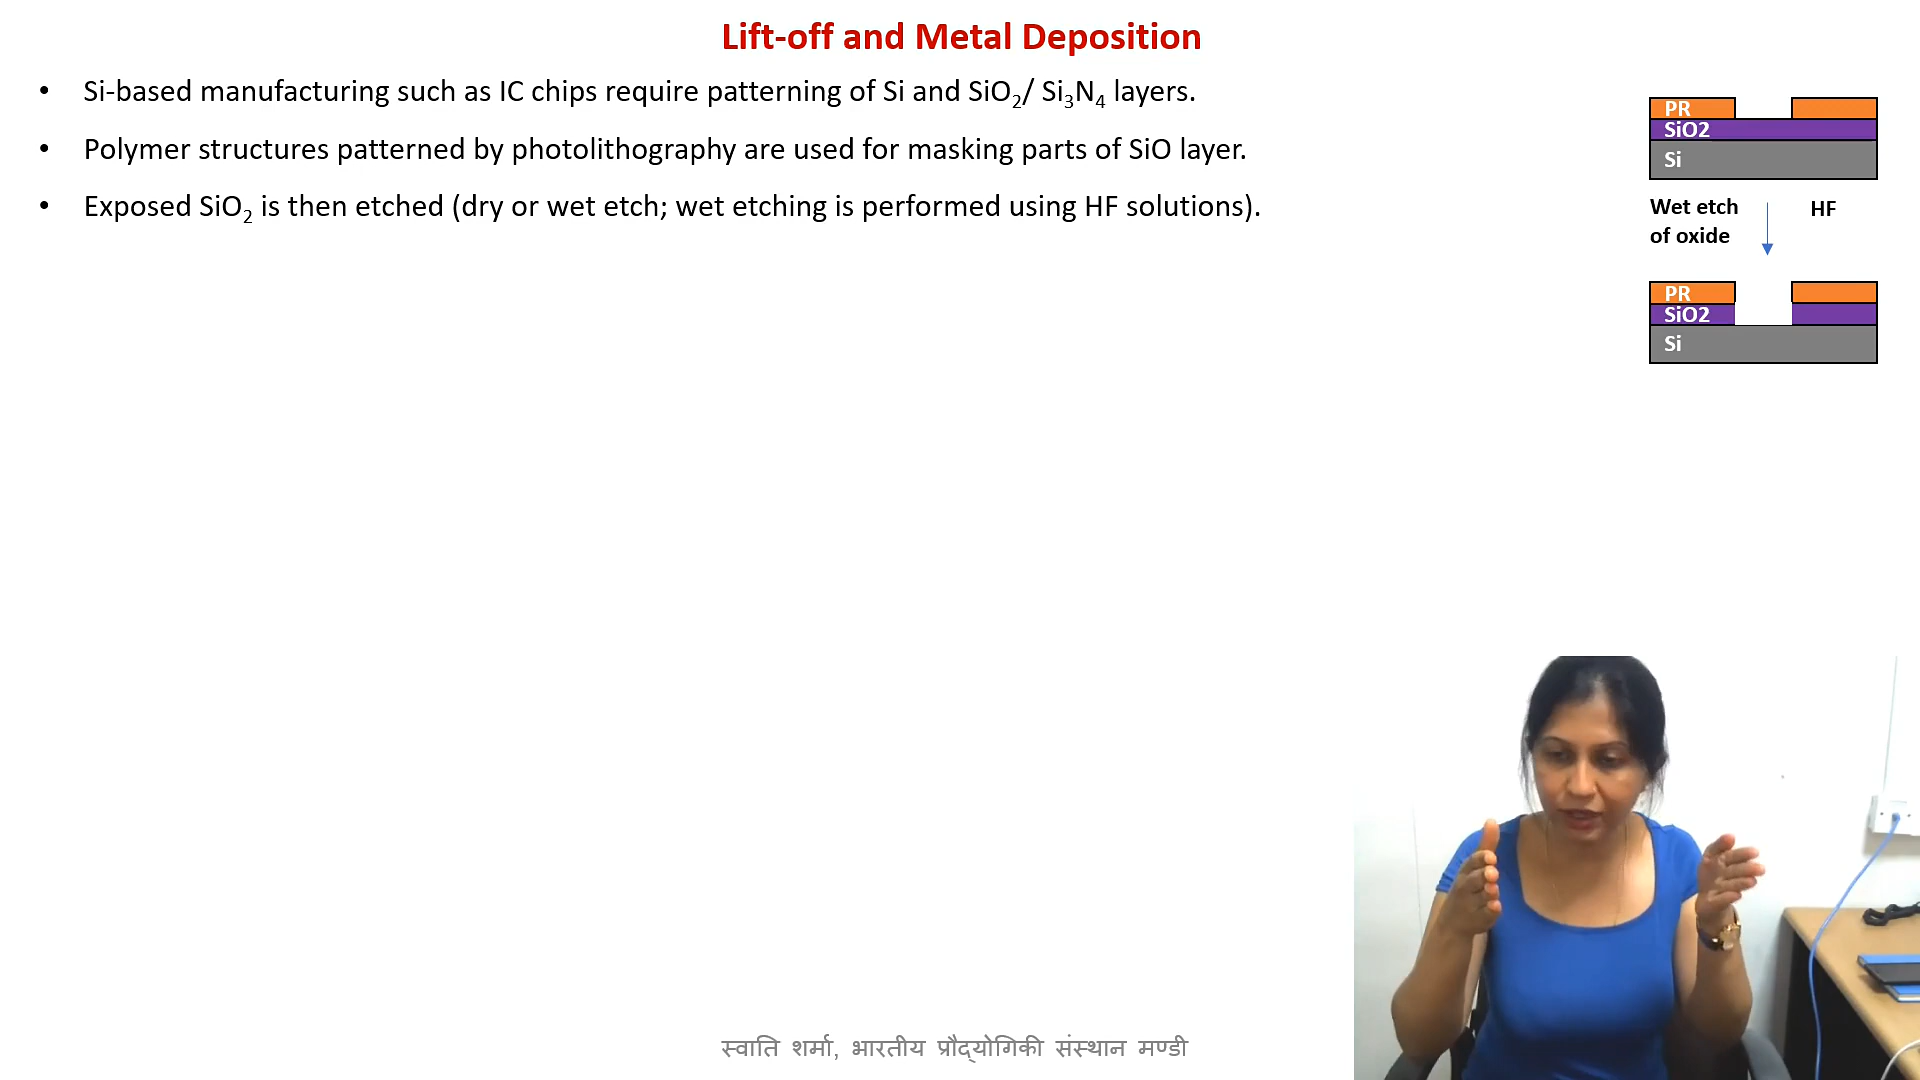 Lift-off and Metal Deposition
• Si-based manufacturing such as IC chips require patterning of Si and SiO₂/ Si₃N₄ layers.
• Polymer structures patterned by photolithography are used for masking parts of SiO layer.
• Exposed SiO₂ is then etched (dry or wet etch; wet etching is performed using HF solutions).
PR
SiO2
Si
Wet etch
of oxide
HF
PR
SiO2
Si
स्वाति शर्मा, भारतीय प्रौद्योगिकी संस्थान मण्डी